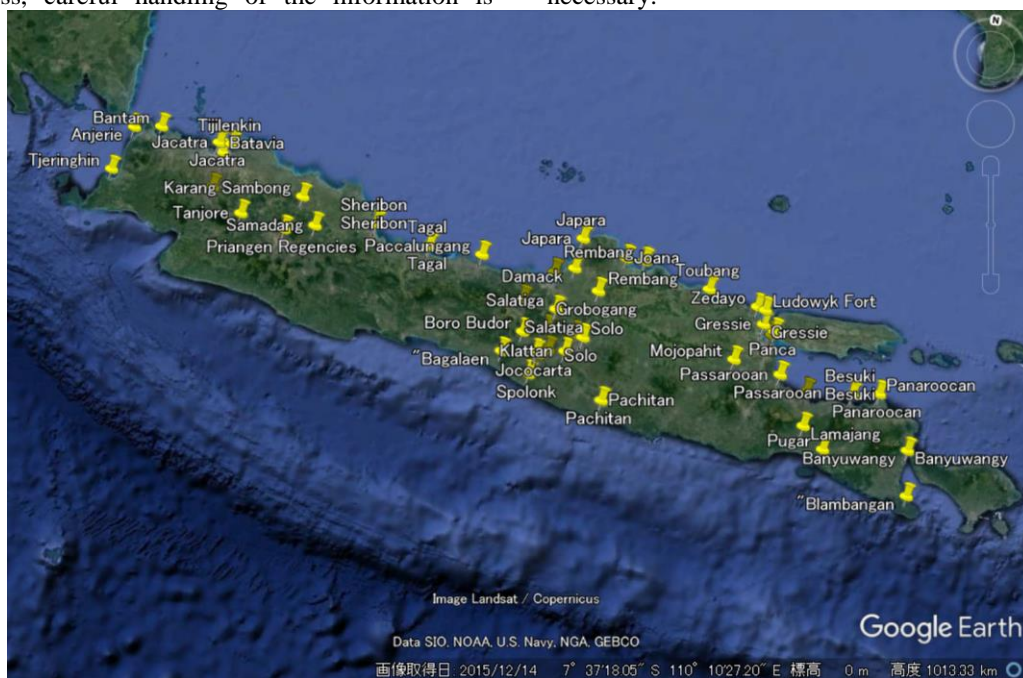 ss, careful handling of the information is necessary.
N
Bantam
Anjerie
Tijilenkin
Jacatra
Batavia
Tjeringhin
Jacatra
Karang Sambong
Tanjore
Samadang
Sheribon
Sheribon
Tagal
Priangen Regencies
Paccalungang
Tagal
Japara
Japara
Rembang
Joana
Damack
Rembang
Toubang
Salatiga
Grobogang
Zedayo
Ludowyk Fort
Boro Budor
Salatiga
Solo
Gressie
Gressie
"Bagalaen
Klattan
Solo
Mojopahit
Panca
Jococarta
Spolonk
Passarooan
Besuki
Passarooan
Besuki
Panaroocan
Pachitan
Panaroocan
Pachitan
Lamajang
Pugar
Banyuwangy
Banyuwangy
"Blambangan
Image Landsat / Copernicus
Data SIO, NOAA, U.S. Navy, NGA, GEBCO
Google Earth
画像取得日 2015/12/14 7° 37'18.05" S 110° 10'27.20" E 標高 0 m 高度 1013.33 km